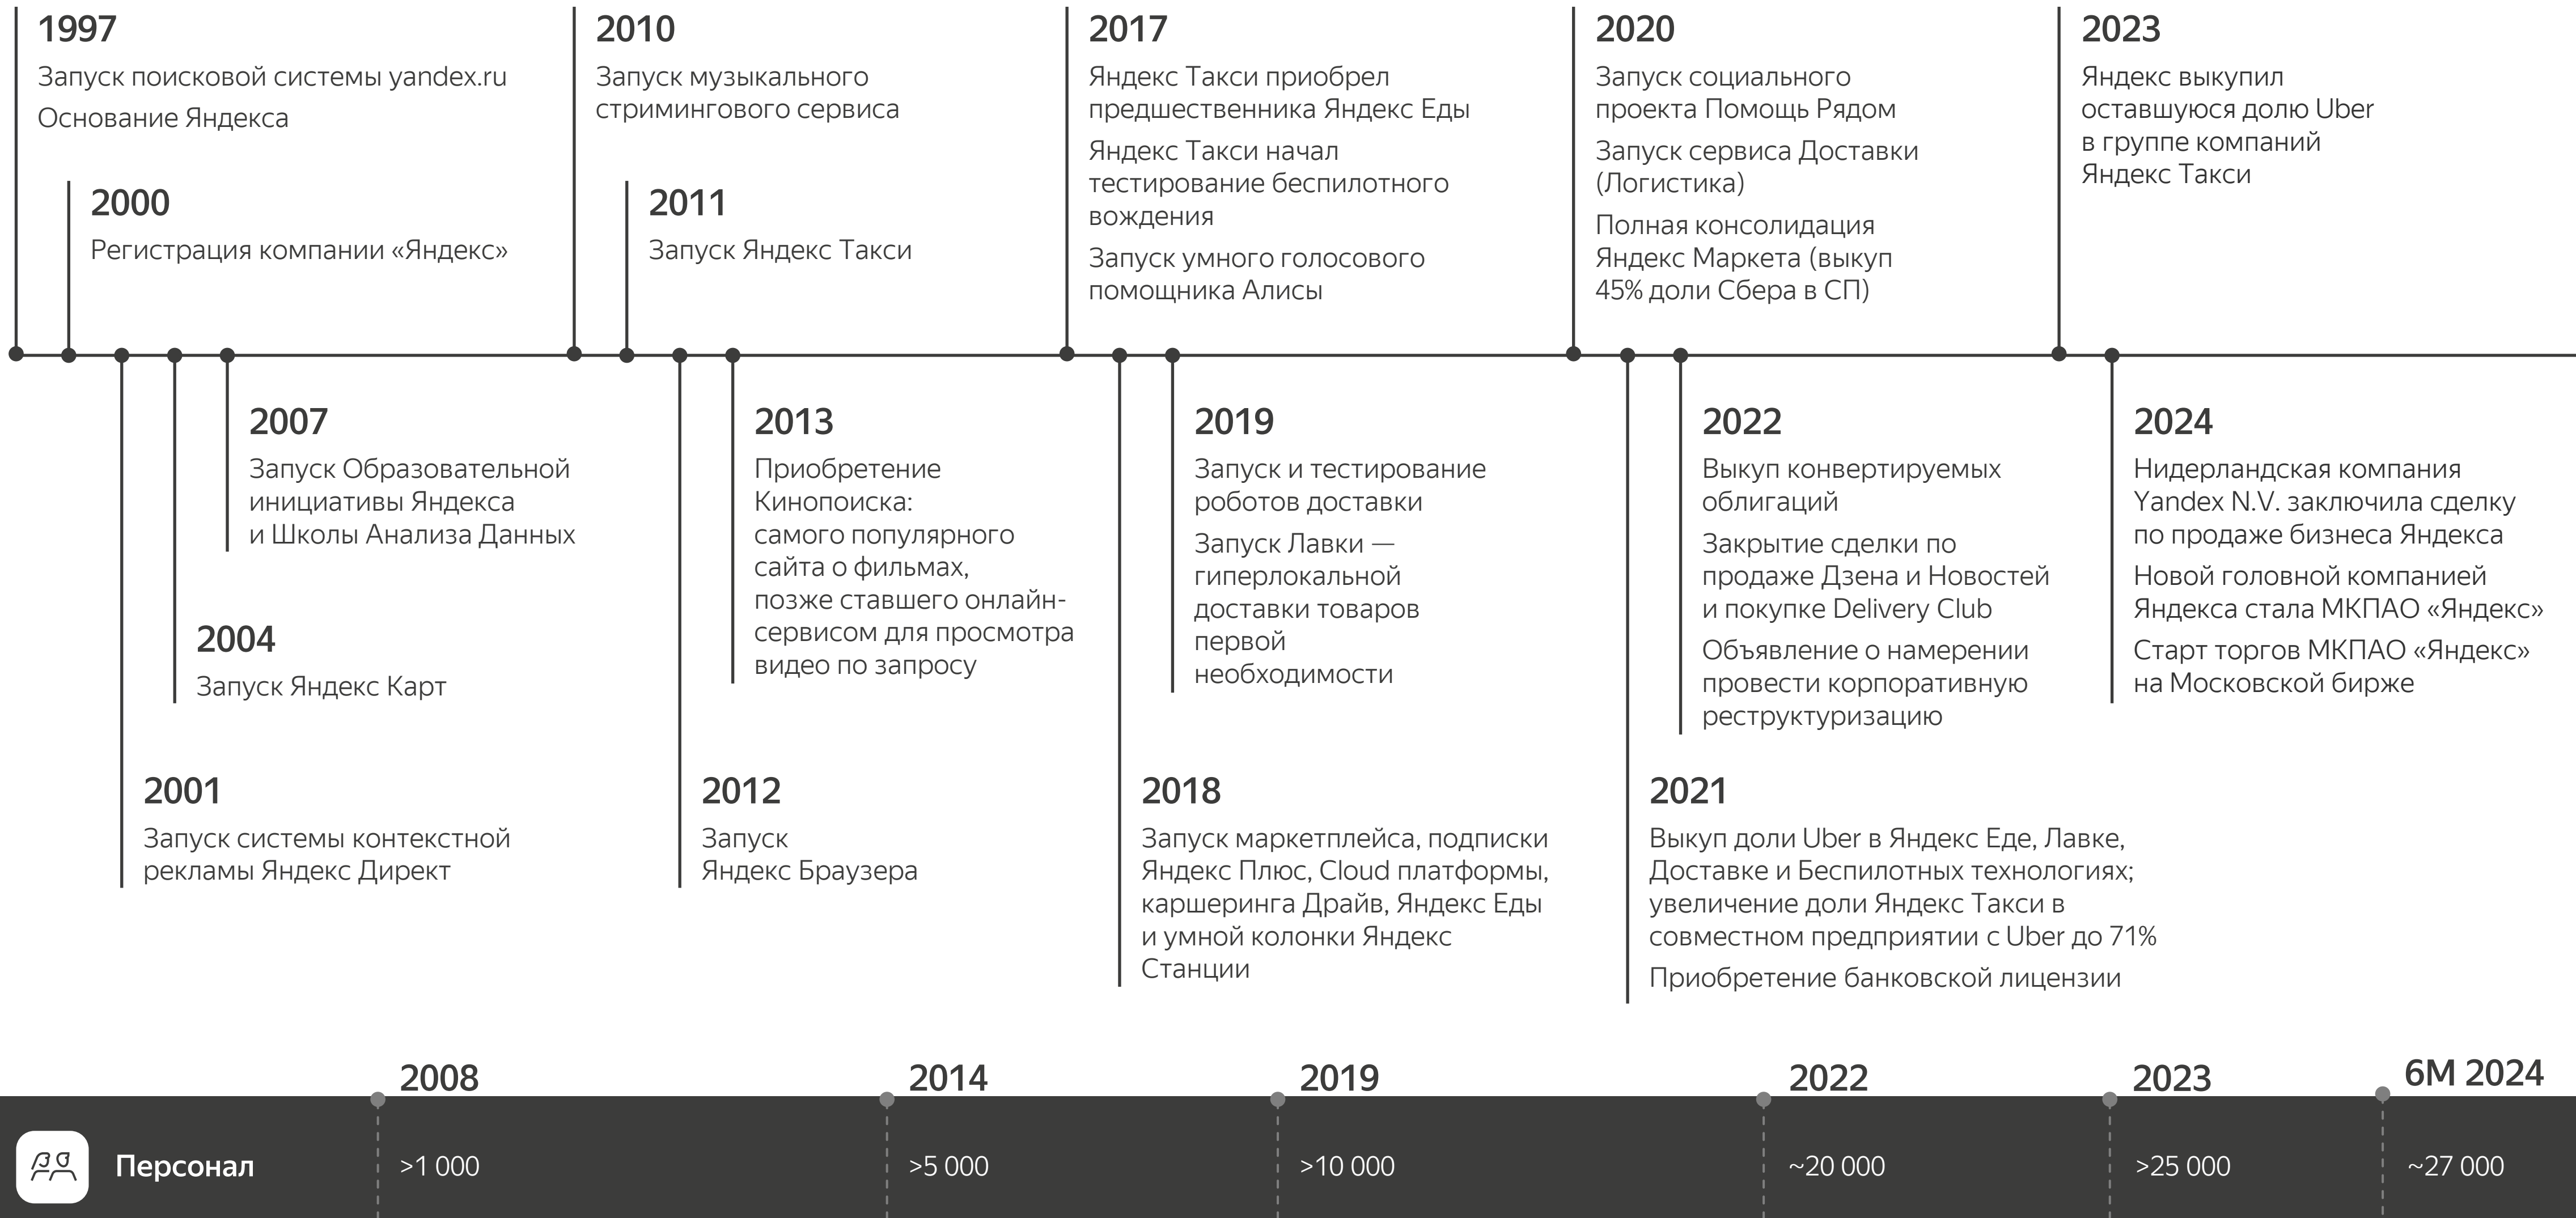 1997
Запуск поисковой системы yandex.ru
Основание Яндекса
2000
Регистрация компании «Яндекс»
2010
Запуск музыкального
стримингового сервиса
2011
Запуск Яндекс Такси
2017
Яндекс Такси приобрел
предшественника Яндекс Еды
Яндекс Такси начал
тестирование беспилотного
вождения
Запуск умного голосового
помощника Алисы
2020
Запуск социального
проекта Помощь Рядом
Запуск сервиса Доставки
(Логистика)
Полная консолидация
Яндекс Маркета (выкуп
45% доли Сбера в СП)
2023
Яндекс выкупил
оставшуюся долю Uber
в группе компаний
Яндекс Такси
2007
Запуск Образовательной
инициативы Яндекса
и Школы Анализа Данных
2004
Запуск Яндекс Карт
2001
Запуск системы контекстной
рекламы Яндекс Директ
2013
Приобретение
Кинопоиска:
самого популярного
сайта о фильмах,
позже ставшего онлайн-
сервисом для просмотра
видео по запросу
2012
Запуск
Яндекс Браузера
2019
Запуск и тестирование
роботов доставки
Запуск Лавки —
гиперлокальной
доставки товаров
первой
необходимости
2018
Запуск маркетплейса, подписки
Яндекс Плюс, Cloud платформы,
каршеринга Драйв, Яндекс Еды
и умной колонки Яндекс
Станции
2022
Выкуп конвертируемых
облигаций
Закрытие сделки по
продаже Дзена и Новостей
и покупке Delivery Club
Объявление о намерении
провести корпоративную
реструктуризацию
2021
Выкуп доли Uber в Яндекс Еде, Лавке,
Доставке и Беспилотных технологиях;
увеличение доли Яндекс Такси в
совместном предприятии с Uber до 71%
Приобретение банковской лицензии
2024
Нидерландская компания
Yandex N.V. заключила сделку
по продаже бизнеса Яндекса
Новой головной компанией
Яндекса стала МКПАО «Яндекс»
Старт торгов МКПАО «Яндекс»
на Московской бирже
2008
2014
2019
2022
2023
6М 2024
Персонал
>1 000
>5 000
>10 000
~20 000
>25 000
~27 000